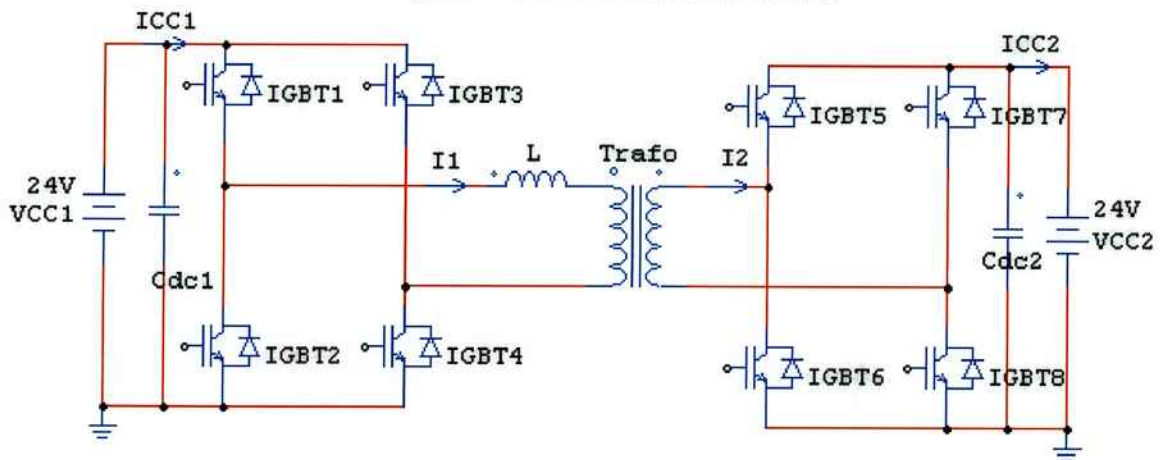 ICC1
ICC2
IGBT1
IGBT3
IGBT5
IGBT7
I1
L
Trafo
I2
24V
VCC1
Cdc1
24V
VCC2
Cdc2
IGBT2
IGBT4
IGBT6
IGBT8